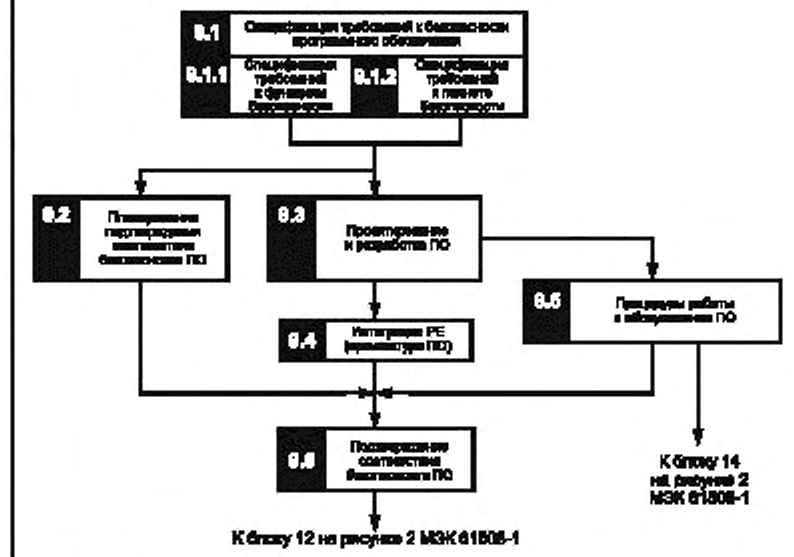 9.1
Спецификация требований к безопасности
программного обеспечения
9.1.1
Спецификация
требований
к функциям
безопасности
9.1.2
Спецификация
требований
к полноте
безопасности
9.2
Планирование
подтверждения
соответствия
безопасности ПО
9.3
Проектирование
и разработка ПО
9.4
Интеграция PE
(архитектура ПО)
9.5
Процедуры работы
и обслуживания ПО
9.6
Подтверждение
соответствия
безопасности ПО
К блоку 14
на рисунке 2
МЭК 61508-1
К блоку 12 на рисунке 2 МЭК 61508-1